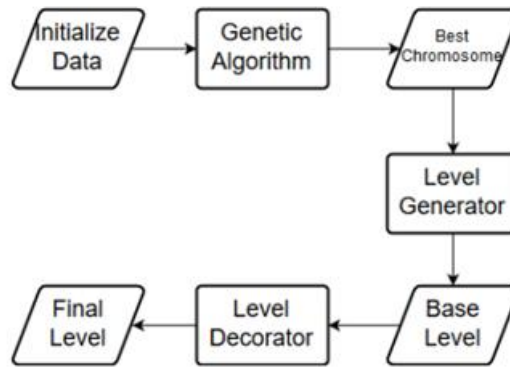 Initialize
Data
Genetic
Algorithm
Best
Chromosome
Level
Generator
Base
Level
Level
Decorator
Final
Level